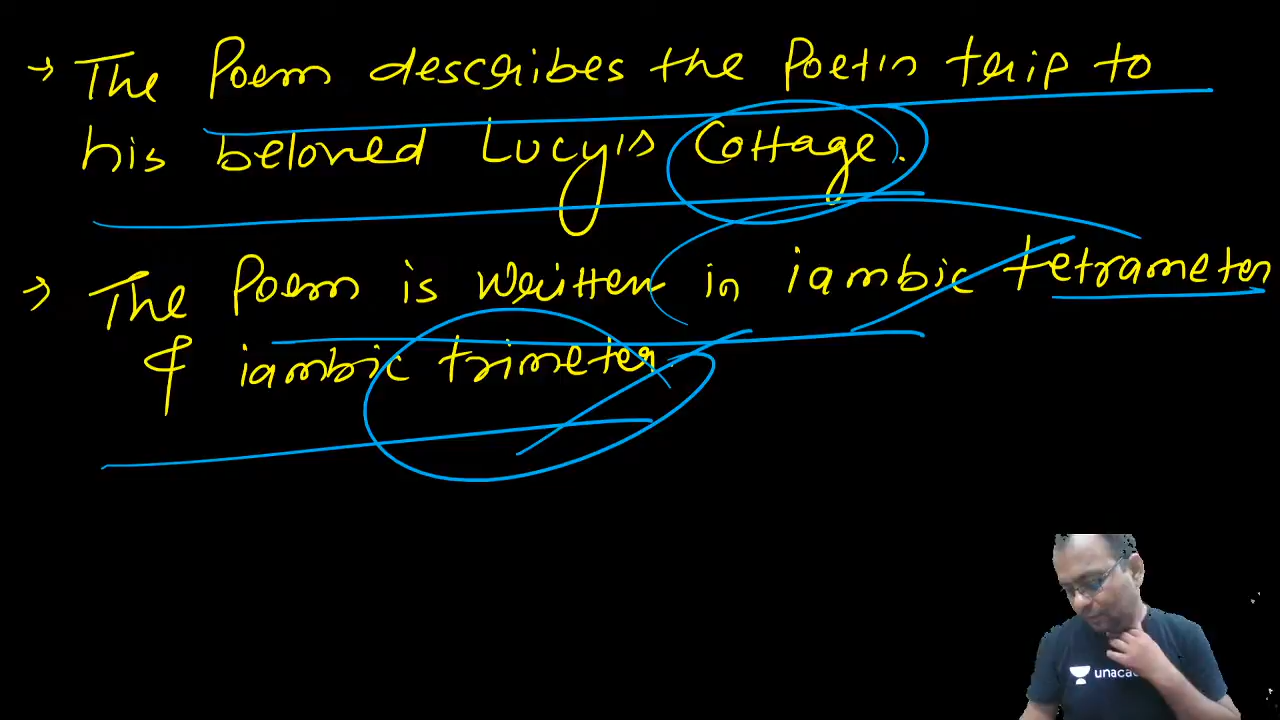 → The Poem describes the Poet's trip to
his beloved Lucy's Cottage.
→ The Poem is written in iambic tetrameter
& iambic trimeter.
unaca